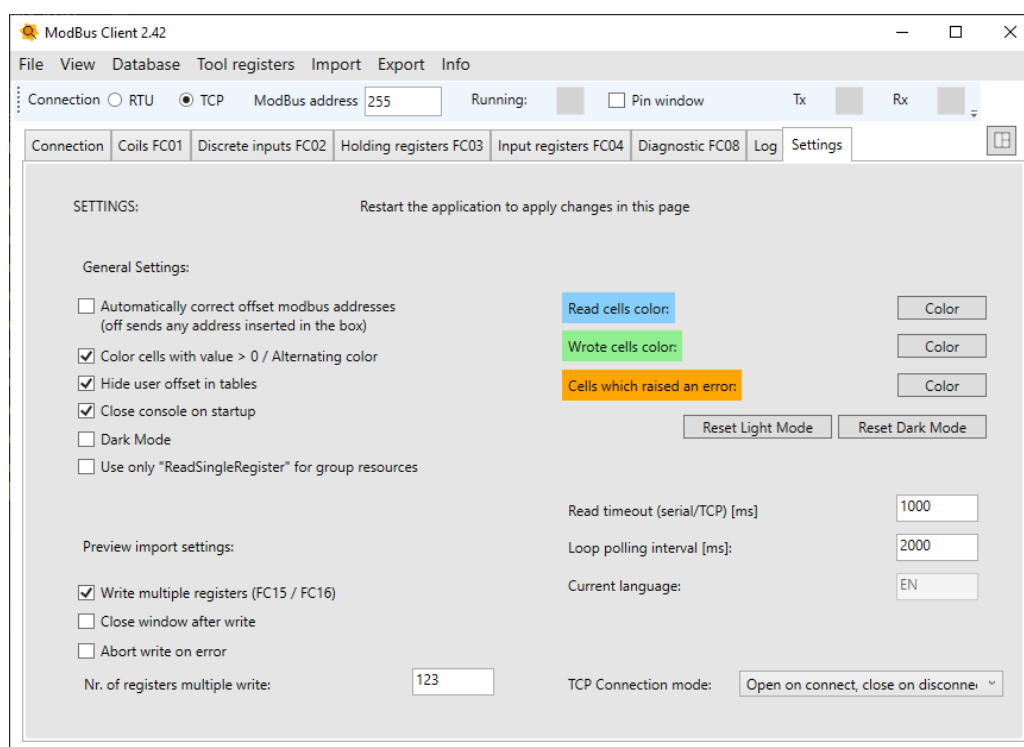 ModBus Client 2.42
File View Database Tool registers Import Export Info
Connection RTU TCP ModBus address 255 Running: Pin window Tx Rx
Connection Coils FC01 Discrete inputs FC02 Holding registers FC03 Input registers FC04 Diagnostic FC08 Log Settings
SETTINGS: Restart the application to apply changes in this page
General Settings:
Automatically correct offset modbus addresses
(off sends any address inserted in the box)
Color cells with value > 0 / Alternating color
Hide user offset in tables
Close console on startup
Dark Mode
Use only "ReadSingleRegister" for group resources
Read cells color: Color
Wrote cells color: Color
Cells which raised an error: Color
Reset Light Mode Reset Dark Mode
Preview import settings:
Write multiple registers (FC15 / FC16)
Close window after write
Abort write on error
Nr. of registers multiple write: 123
Read timeout (serial/TCP) [ms] 1000
Loop polling interval [ms]: 2000
Current language: EN
TCP Connection mode: Open on connect, close on disconne